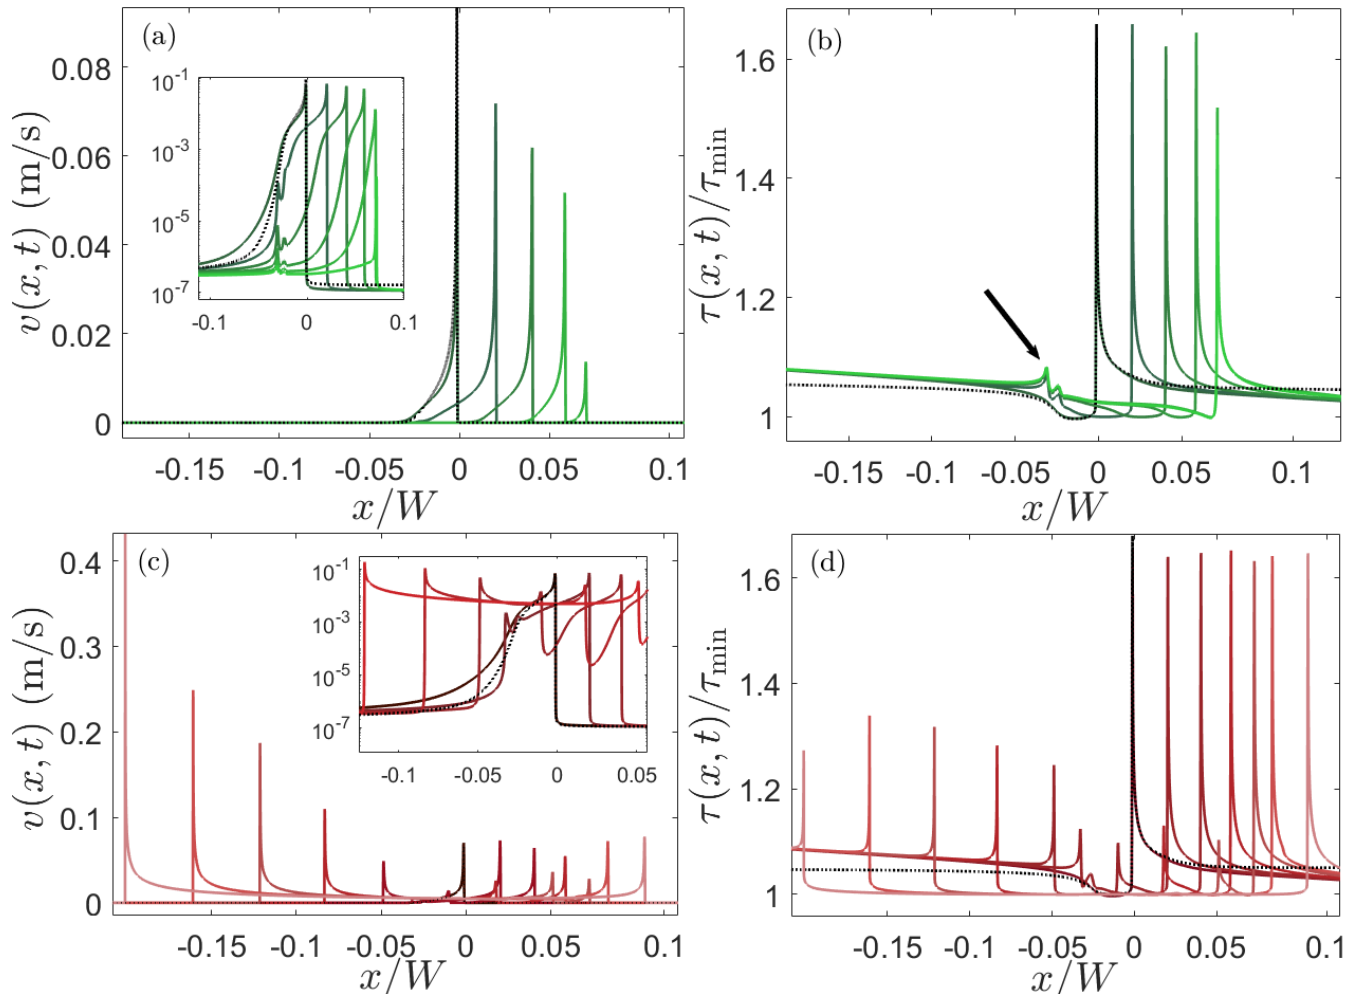 (a)
v(x, t) (m/s)
0.08
0.06
0.04
0.02
0
10⁻¹
10⁻³
10⁻⁵
10⁻⁷
-0.1 0 0.1
-0.15 -0.1 -0.05 0 0.05 0.1
x/W
(b)
τ(x, t)/τmin
1.6
1.4
1.2
1
-0.15 -0.1 -0.05 0 0.05 0.1
x/W
(c)
v(x, t) (m/s)
0.4
0.3
0.2
0.1
0
10⁻¹
10⁻³
10⁻⁵
10⁻⁷
-0.1 -0.05 0 0.05
-0.15 -0.1 -0.05 0 0.05 0.1
x/W
(d)
τ(x, t)/τmin
1.6
1.4
1.2
1
-0.15 -0.1 -0.05 0 0.05 0.1
x/W